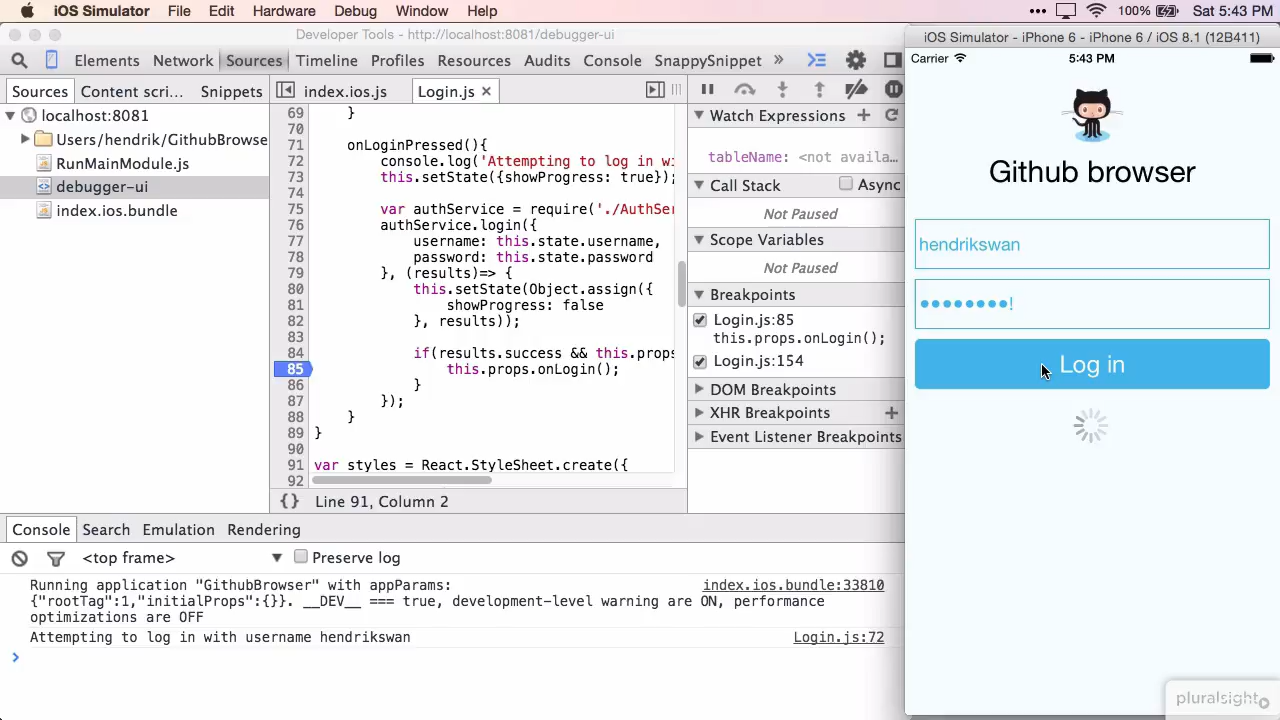 iOS Simulator File Edit Hardware Debug Window Help
100% Sat 5:43 PM
Developer Tools - http://localhost:8081/debugger-ui
Elements Network Sources Timeline Profiles Resources Audits Console SnappySnippet »
Sources Content scri... Snippets
localhost:8081
Users/hendrik/GithubBrowse
RunMainModule.js
debugger-ui
index.ios.bundle
index.ios.js Login.js ×
69 }
70
71 onLoginPressed(){
72 console.log('Attempting to log in wi
73 this.setState({showProgress: true});
74
75 var authService = require('./AuthSer
76 authService.login({
77 username: this.state.username,
78 password: this.state.password
79 }, (results)=> {
80 this.setState(Object.assign({
81 showProgress: false
82 }, results));
83
84 if(results.success && this.props
85 this.props.onLogin();
86 }
87 });
88 }
89 }
90
91 var styles = React.StyleSheet.create({
92
{} Line 91, Column 2
Watch Expressions
tableName: <not availa...
Call Stack Async
Not Paused
Scope Variables
Not Paused
Breakpoints
Login.js:85
this.props.onLogin();
Login.js:154
DOM Breakpoints
XHR Breakpoints
Event Listener Breakpoints
Console Search Emulation Rendering
<top frame> Preserve log
Running application "GithubBrowser" with appParams: index.ios.bundle:33810
{"rootTag":1,"initialProps":{}}. __DEV__ === true, development-level warning are ON, performance
optimizations are OFF
Attempting to log in with username hendrikswan Login.js:72
iOS Simulator - iPhone 6 - iPhone 6 / iOS 8.1 (12B411)
Carrier 5:43 PM
Github browser
hendrikswan
••••••••!
Log in
pluralsight